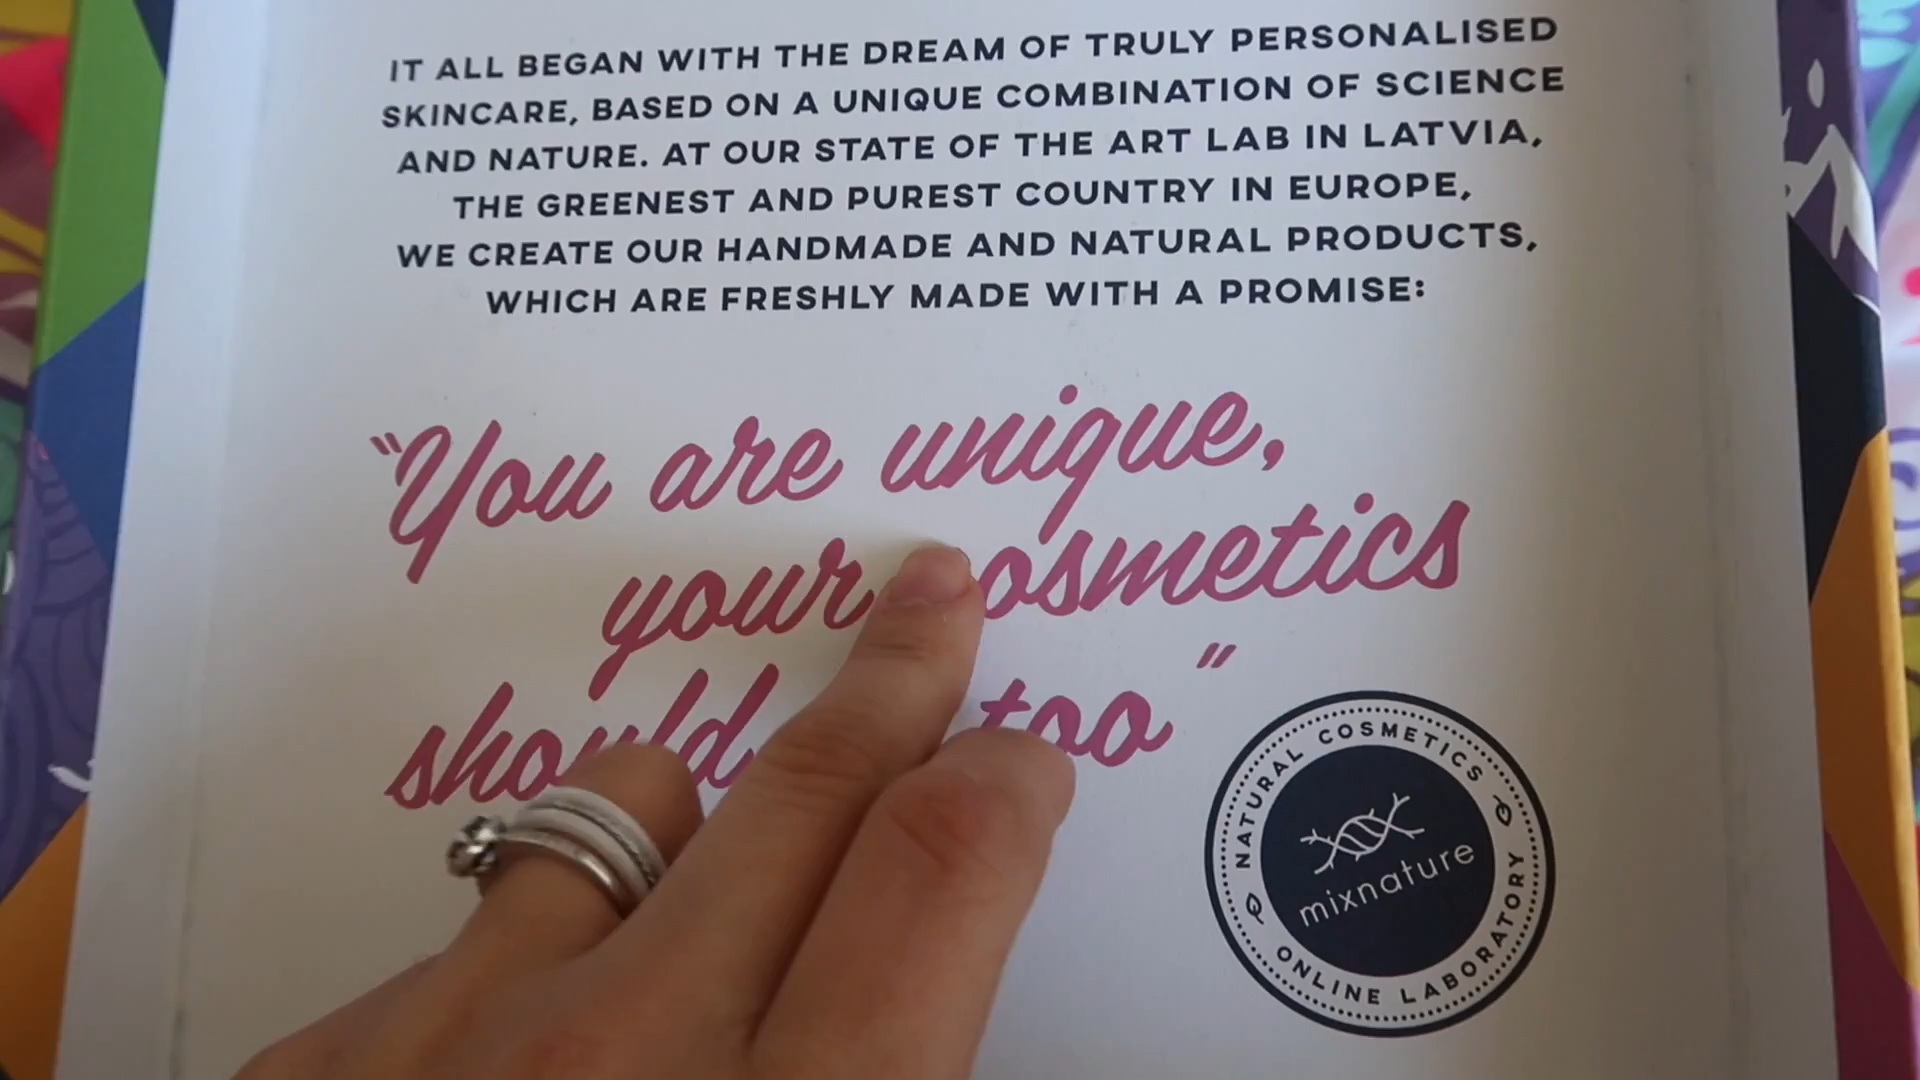 IT ALL BEGAN WITH THE DREAM OF TRULY PERSONALISED
SKINCARE, BASED ON A UNIQUE COMBINATION OF SCIENCE
AND NATURE. AT OUR STATE OF THE ART LAB IN LATVIA,
THE GREENEST AND PUREST COUNTRY IN EUROPE,
WE CREATE OUR HANDMADE AND NATURAL PRODUCTS,
WHICH ARE FRESHLY MADE WITH A PROMISE:
"You are unique,
your cosmetics
should too"
NATURAL COSMETICS
mixnature
ONLINE LABORATORY